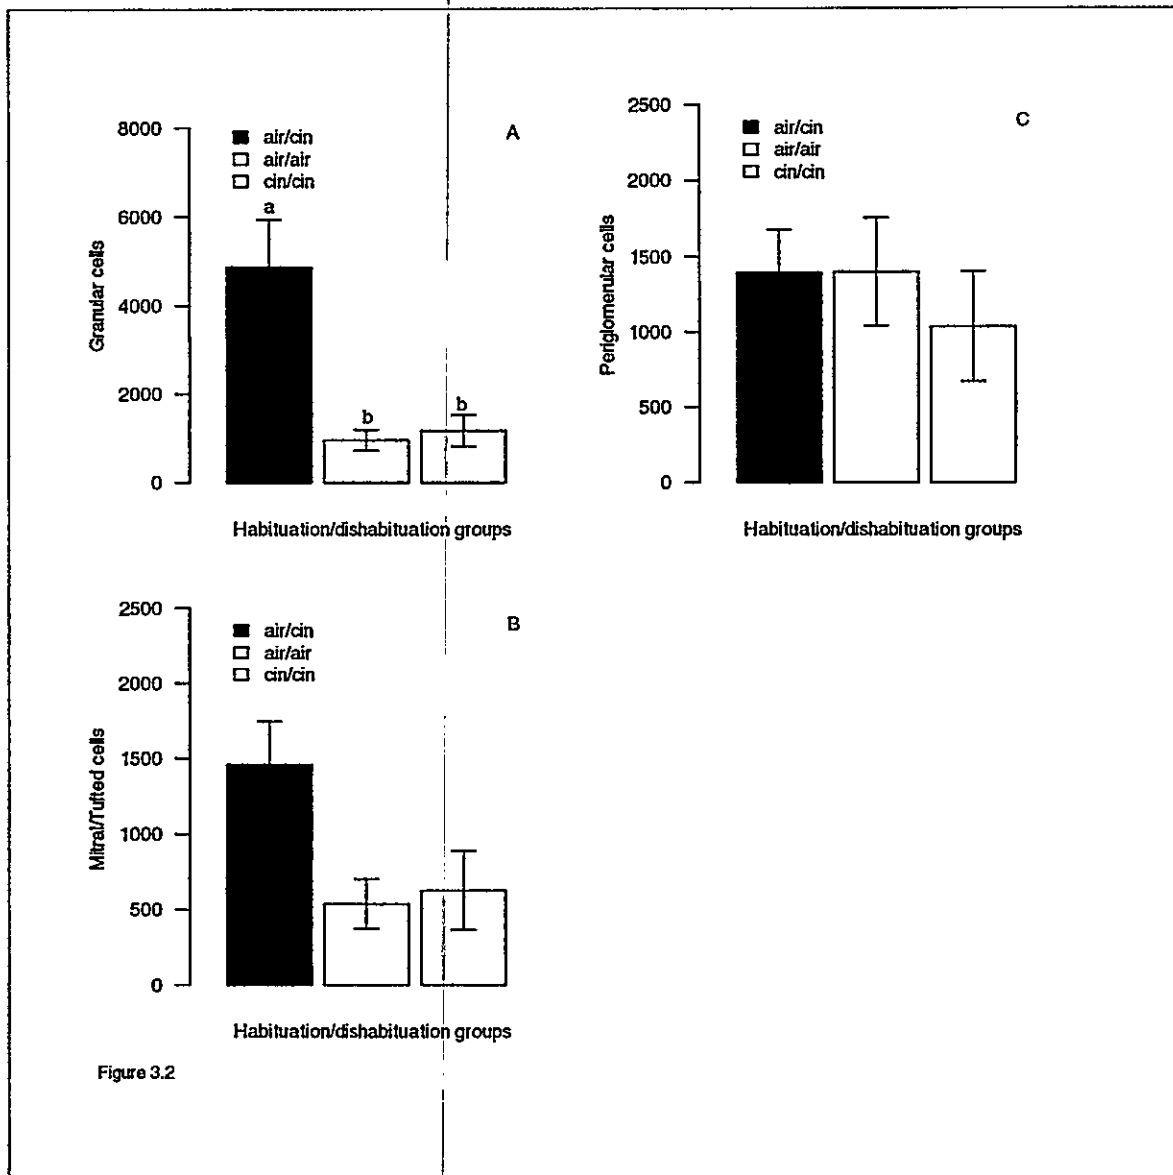 A
8000
6000
4000
2000
0
Granular cells
air/cin
air/air
cin/cin
a
b
b
Habituation/dishabituation groups
B
2500
2000
1500
1000
500
0
Mitral/Tufted cells
air/cin
air/air
cin/cin
Habituation/dishabituation groups
C
2500
2000
1500
1000
500
0
Periglomerular cells
air/cin
air/air
cin/cin
Habituation/dishabituation groups
Figure 3.2